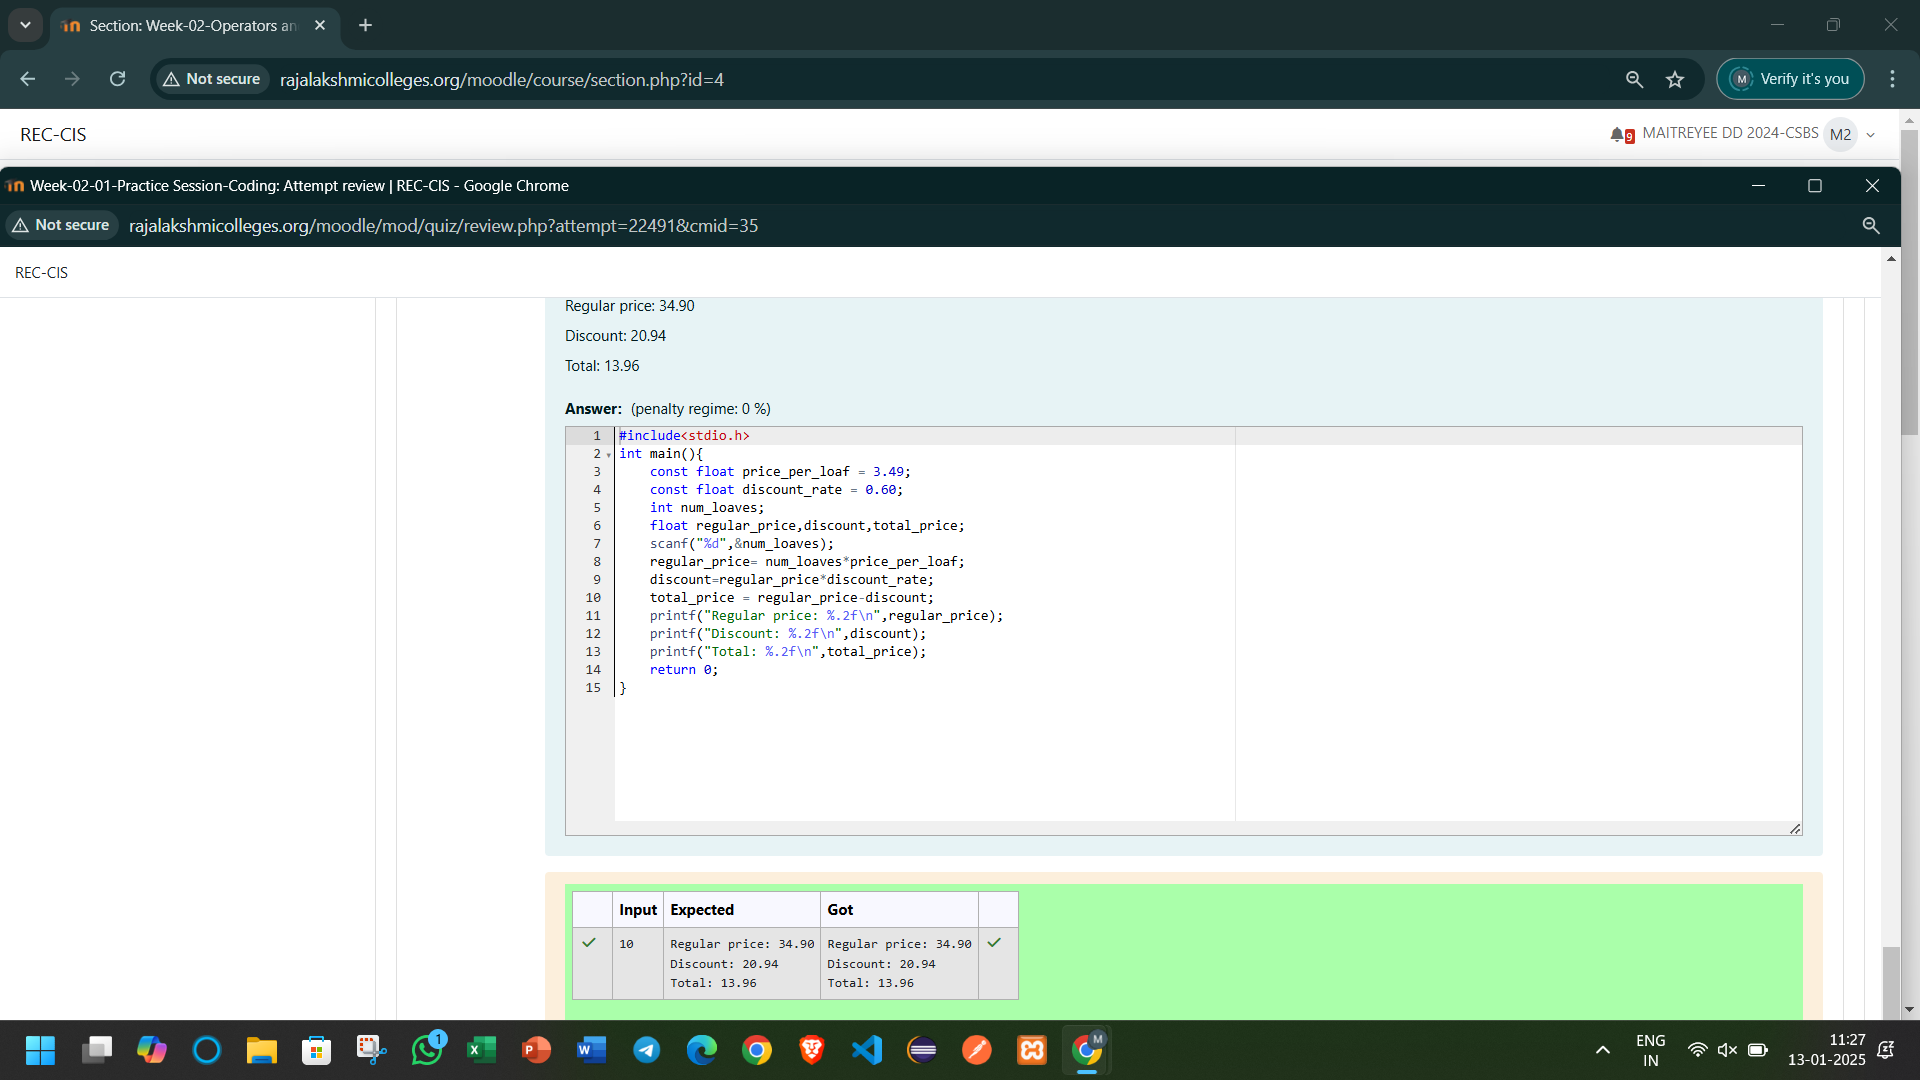 Section: Week-02-Operators an
Not secure
rajalakshmicolleges.org/moodle/course/section.php?id=4
M
Verify it's you
REC-CIS
9
MAITREYEE DD 2024-CSBS
M2
Week-02-01-Practice Session-Coding: Attempt review | REC-CIS - Google Chrome
Not secure
rajalakshmicolleges.org/moodle/mod/quiz/review.php?attempt=22491&cmid=35
REC-CIS
Regular price: 34.90
Discount: 20.94
Total: 13.96
Answer: (penalty regime: 0 %)
1 #include<stdio.h>
2 int main(){
3 const float price_per_loaf = 3.49;
4 const float discount_rate = 0.60;
5 int num_loaves;
6 float regular_price,discount,total_price;
7 scanf("%d",&num_loaves);
8 regular_price= num_loaves*price_per_loaf;
9 discount=regular_price*discount_rate;
10 total_price = regular_price-discount;
11 printf("Regular price: %.2f\n",regular_price);
12 printf("Discount: %.2f\n",discount);
13 printf("Total: %.2f\n",total_price);
14 return 0;
15 }
Input Expected Got
10 Regular price: 34.90 Regular price: 34.90
Discount: 20.94 Discount: 20.94
Total: 13.96 Total: 13.96
1
M
ENG
IN
11:27
13-01-2025